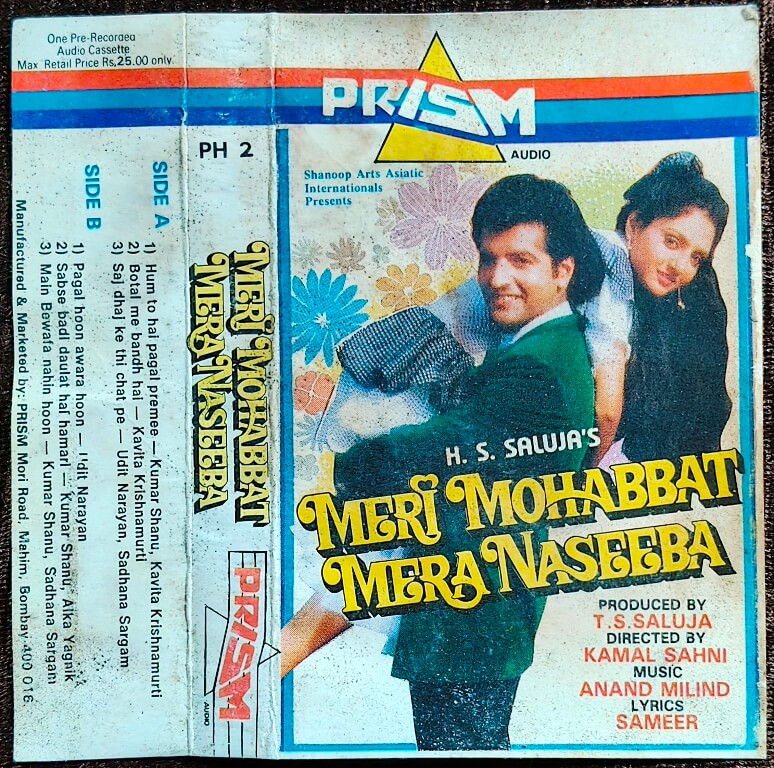 One Pre-Recorded
Audio Cassette
Max. Retail Price Rs,25.00 only.
SIDE A
1) Hum to hai pagal premee — Kumar Shanu, Kavita Krishnamurti
2) Botal me bandh hai — Kavita Krishnamurti
3) Saj dhaj ke thi chat pe — Udit Narayan, Sadhana Sargam
SIDE B
1) Pagal hoon awara hoon — Udit Narayan
2) Sabse badi daulat hai hamari — Kumar Shanu, Alka Yagnik
3) Main Bewafa nahin hoon — Kumar Shanu, Sadhana Sargam
Manufactured & Marketed by: PRISM Mori Road, Mahim, Bombay 400 016
PH 2
MERI MOHABBAT
MERA NASEEBA
PRISM
AUDIO
PRISM
AUDIO
Shanoop Arts Asiatic
Internationals
Presents
H. S. SALUJA'S
MERI MOHABBAT
MERA NASEEBA
PRODUCED BY
T.S.SALUJA
DIRECTED BY
KAMAL SAHNI
MUSIC
ANAND MILIND
LYRICS
SAMEER